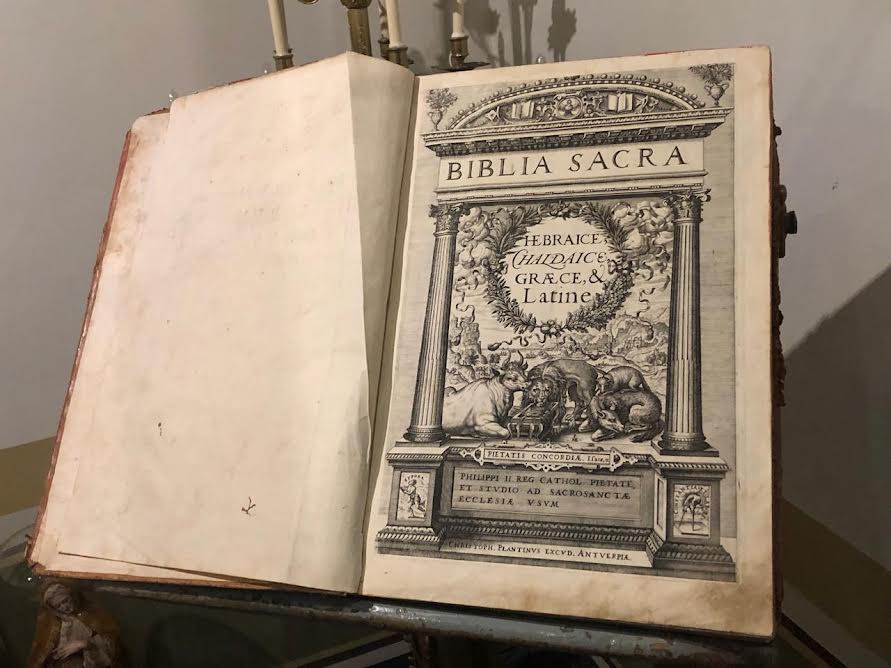 BIBLIA SACRA
HEBRAICE,
CHALDAICE,
GRÆCE, &
Latine.
PIETATIS CONCORDIÆ.
PHILIPPI II REG CATHOL PIETATE,
ET STVDIO AD SACROSANCTÆ
ECCLESIÆ VSVM
CHRISTOPH. PLANTINVS EXCVD. ANTVERPIÆ.